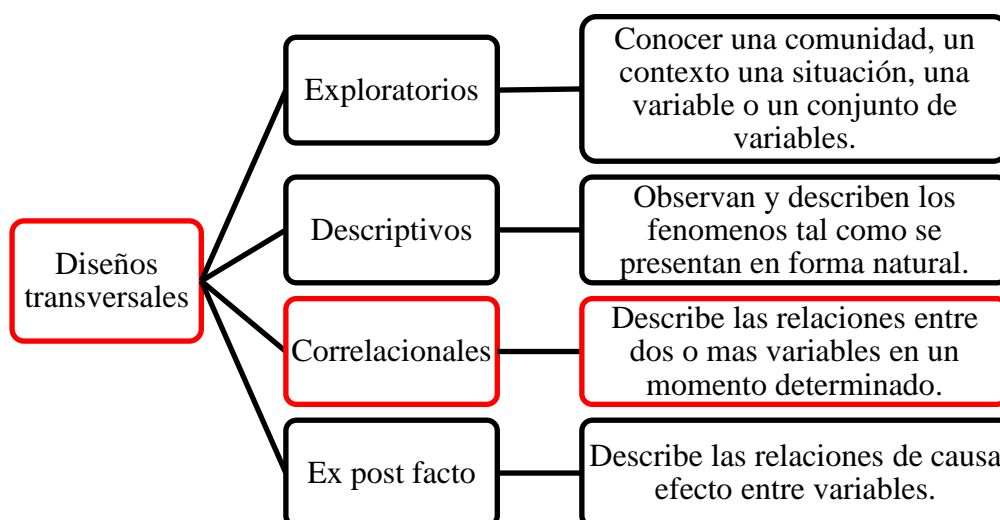 Diseños
transversales
Exploratorios
Conocer una comunidad, un
contexto una situación, una
variable o un conjunto de
variables.
Descriptivos
Observan y describen los
fenomenos tal como se
presentan en forma natural.
Correlacionales
Describe las relaciones entre
dos o mas variables en un
momento determinado.
Ex post facto
Describe las relaciones de causa
efecto entre variables.